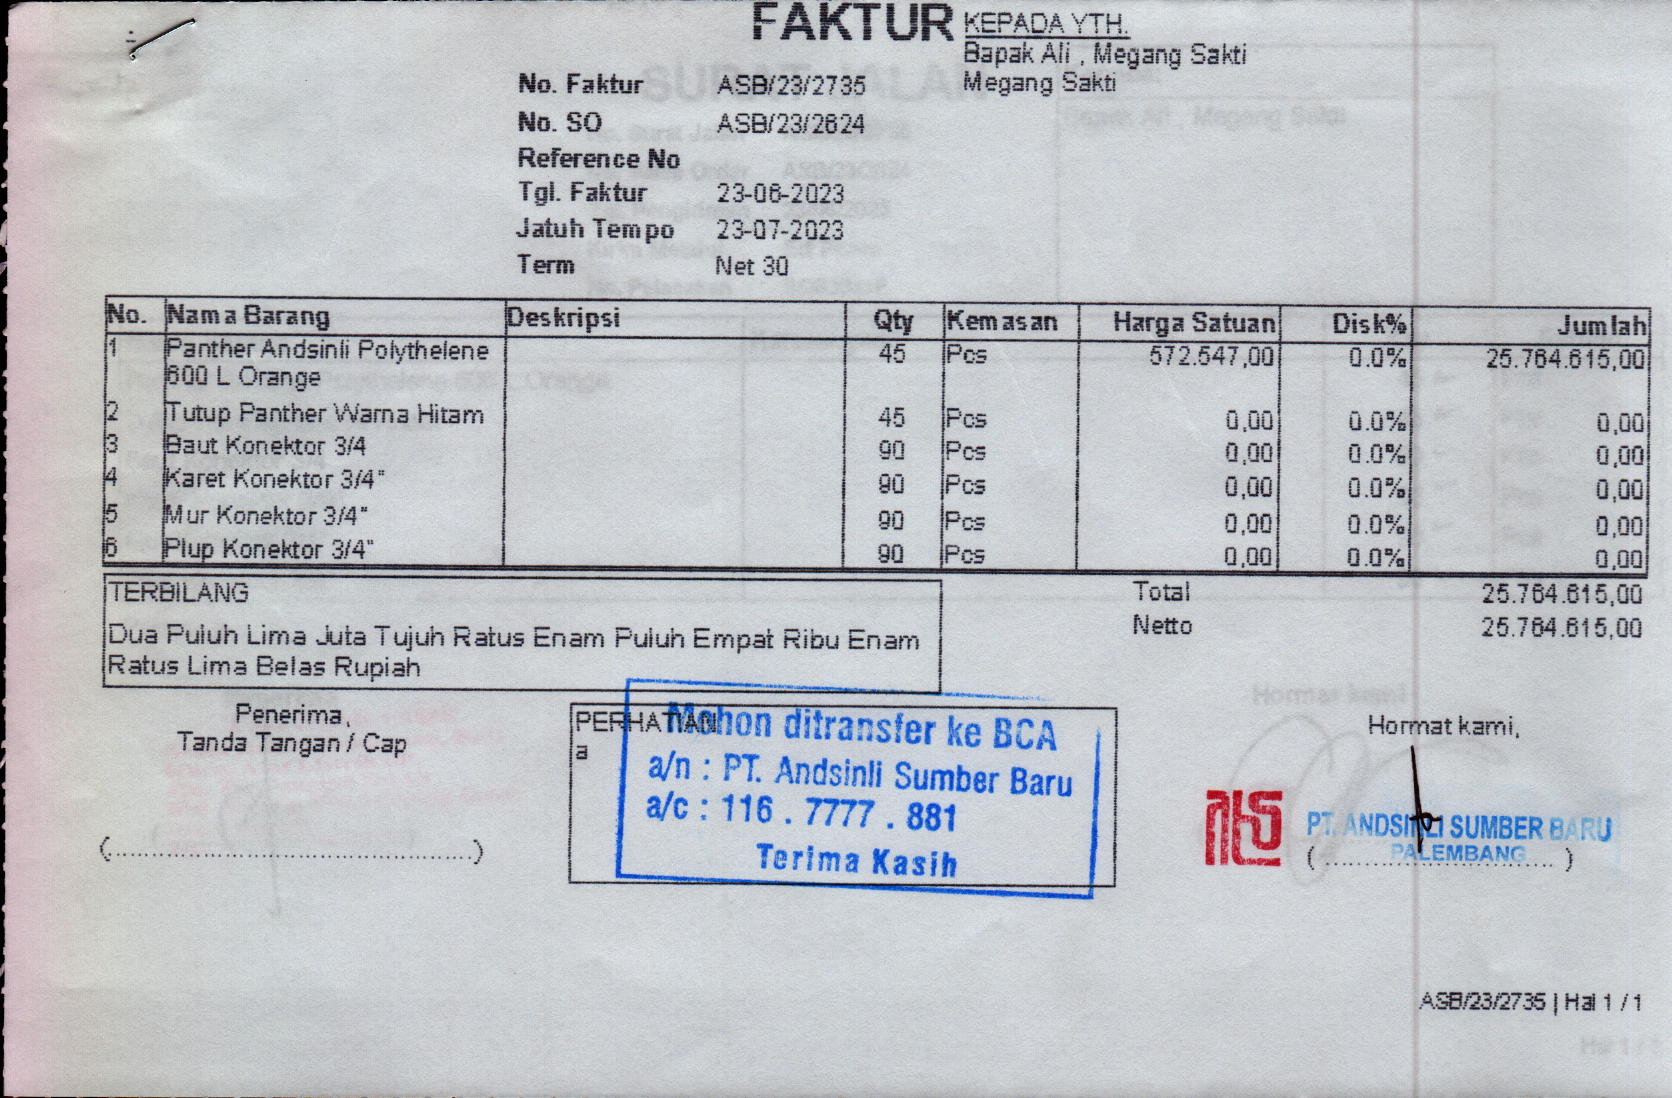 FAKTUR
KEPADA YTH.
Bapak Ali , Megang Sakti
Megang Sakti
No. Faktur ASB/23/2735
No. SO ASB/23/2624
Reference No
Tgl. Faktur 23-06-2023
Jatuh Tempo 23-07-2023
Term Net 30
No. Nama Barang Deskripsi Qty Kemasan Harga Satuan Disk% Jumlah
1 Panther Andsinli Polythelene 45 Pcs 572.547,00 0.0% 25.764.615,00
600 L Orange
2 Tutup Panther Warna Hitam 45 Pcs 0,00 0.0% 0,00
3 Baut Konektor 3/4 90 Pcs 0,00 0.0% 0,00
4 Karet Konektor 3/4" 90 Pcs 0,00 0.0% 0,00
5 Mur Konektor 3/4" 90 Pcs 0,00 0.0% 0,00
6 Plup Konektor 3/4" 90 Pcs 0,00 0.0% 0,00
TERBILANG
Dua Puluh Lima Juta Tujuh Ratus Enam Puluh Empat Ribu Enam
Ratus Lima Belas Rupiah
Total 25.764.615,00
Netto 25.764.615,00
Penerima,
Tanda Tangan / Cap
(.....................................................)
PERHATIAN
a
Mohon ditransfer ke BCA
a/n : PT. Andsinli Sumber Baru
a/c : 116 . 7777 . 881
Terima Kasih
Hormat kami,
PT. ANDSINLI SUMBER BARU
PALEMBANG
(.................................)
ASB/23/2735 | Hal 1 / 1